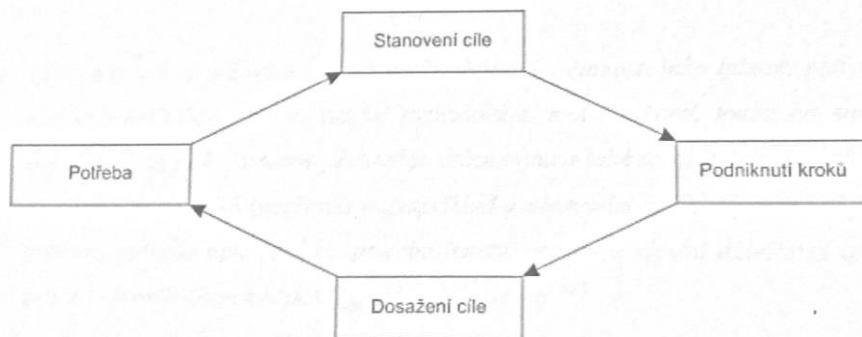 Stanovení cíle
Potřeba
Podniknutí kroků
Dosažení cíle